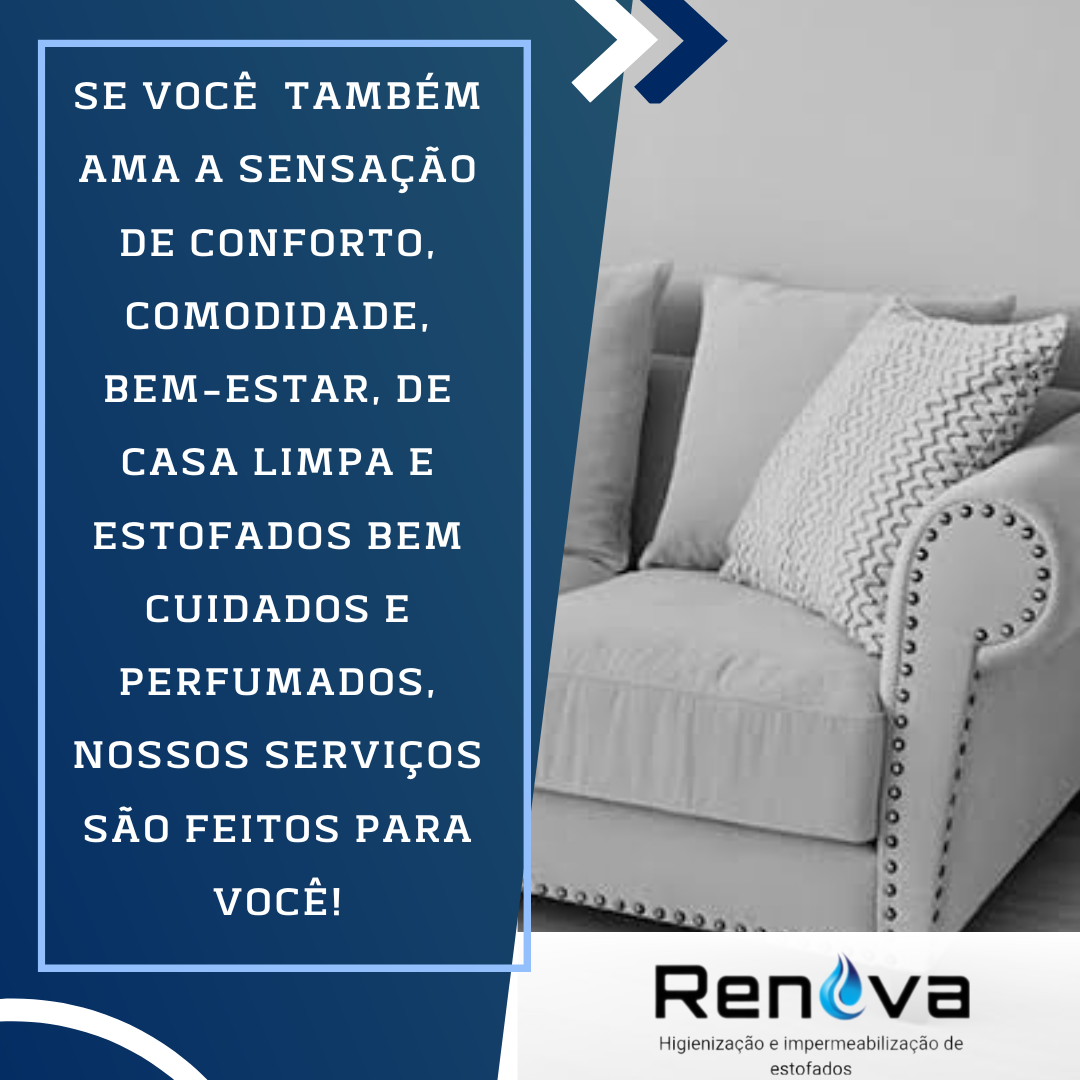 SE VOCÊ TAMBÉM
AMA A SENSAÇÃO
DE CONFORTO,
COMODIDADE,
BEM-ESTAR, DE
CASA LIMPA E
ESTOFADOS BEM
CUIDADOS E
PERFUMADOS,
NOSSOS SERVIÇOS
SÃO FEITOS PARA
VOCÊ!
Renova
Higienização e impermeabilização de
estofados